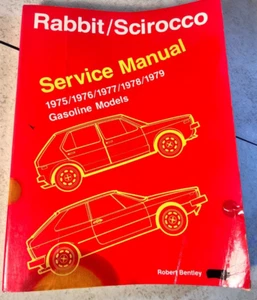 Rabbit/Scirocco
Service Manual
1975/1976/1977/1978/1979
Gasoline Models
Robert Bentley